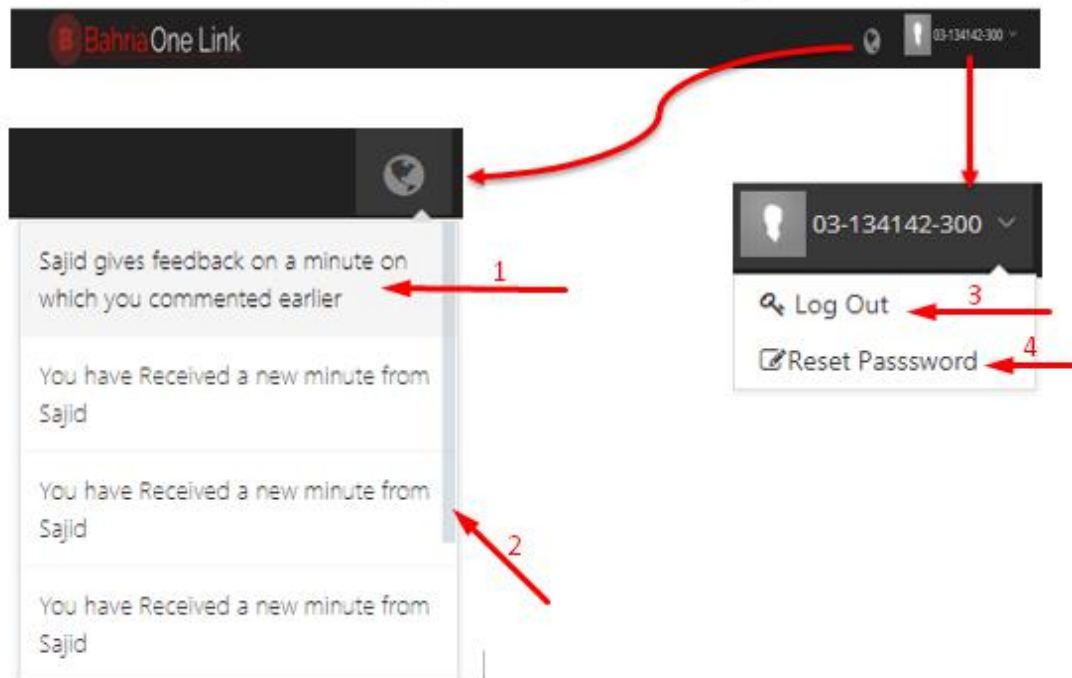 B Bahria One Link
03-134142-300
Sajid gives feedback on a minute on
which you commented earlier
1
You have Received a new minute from
Sajid
You have Received a new minute from
Sajid
2
You have Received a new minute from
Sajid
03-134142-300
Log Out
3
Reset Passsword
4